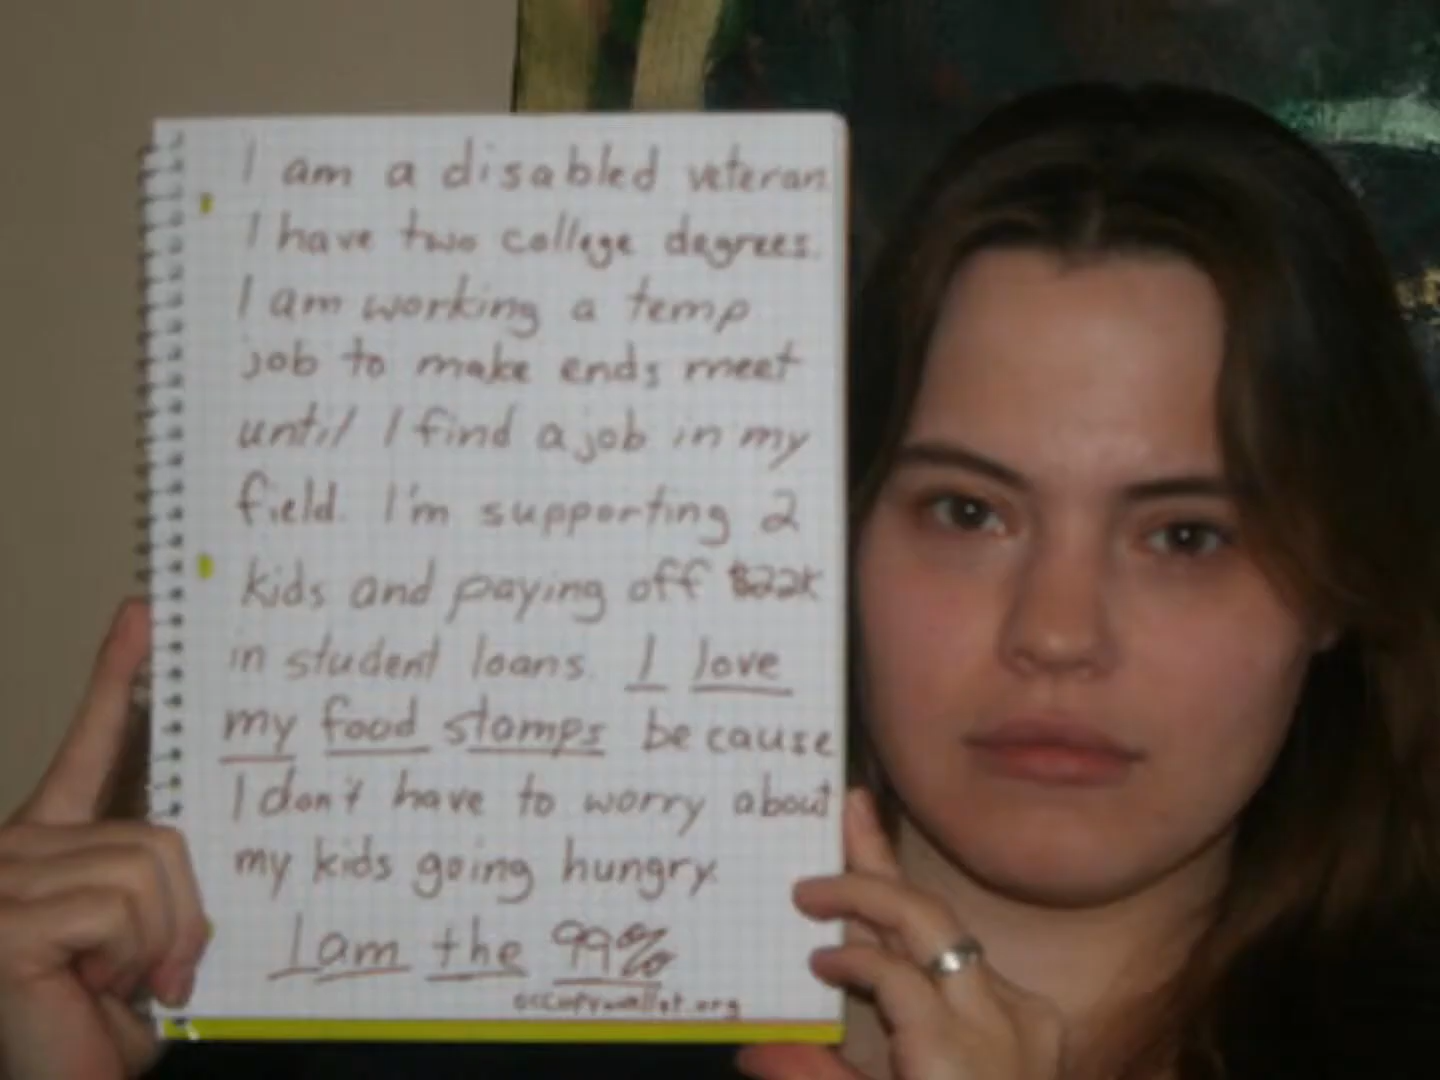 I am a disabled veteran.
I have two college degrees.
I am working a temp
job to make ends meet
until I find a job in my
field. I'm supporting 2
kids and paying off $22K
in student loans. I love
my food stamps because
I don't have to worry about
my kids going hungry.
I am the 99%